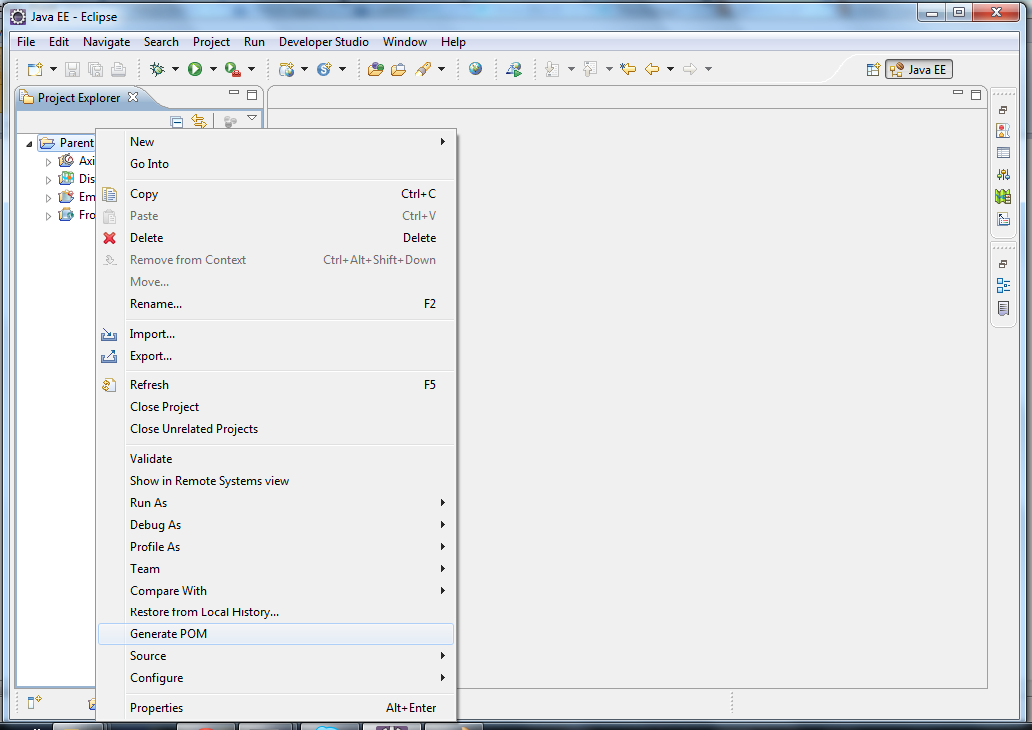 Java EE - Eclipse
File Edit Navigate Search Project Run Developer Studio Window Help
Java EE
Project Explorer
Parent
Axi
Dis
Em
Fro
New
Go Into
Copy Ctrl+C
Paste Ctrl+V
Delete Delete
Remove from Context Ctrl+Alt+Shift+Down
Move...
Rename... F2
Import...
Export...
Refresh F5
Close Project
Close Unrelated Projects
Validate
Show in Remote Systems view
Run As
Debug As
Profile As
Team
Compare With
Restore from Local History...
Generate POM
Source
Configure
Properties Alt+Enter